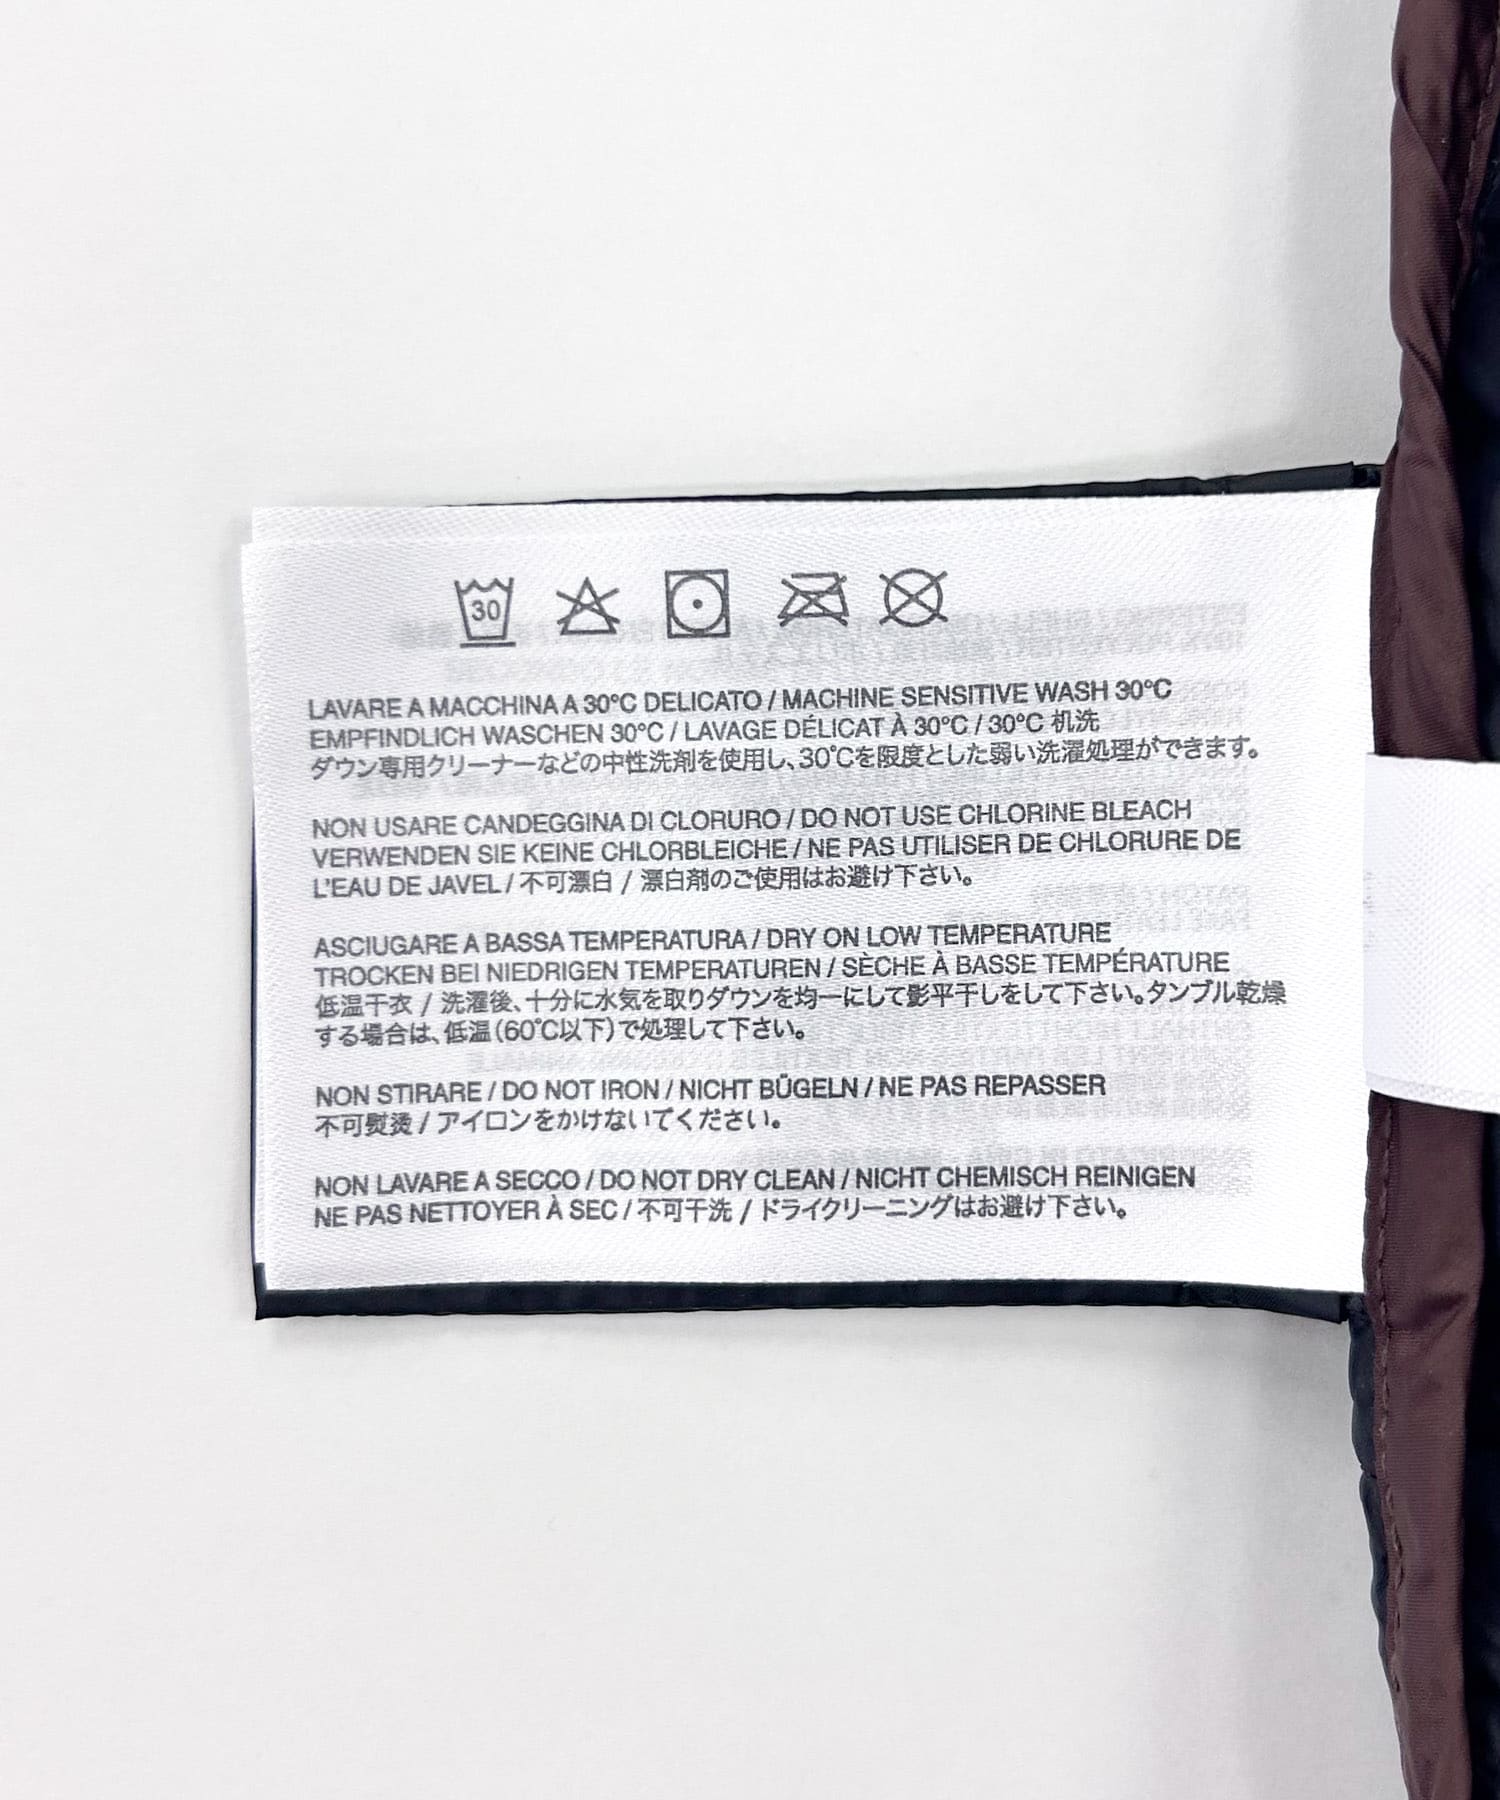 30
LAVARE A MACCHINA A 30°C DELICATO / MACHINE SENSITIVE WASH 30°C
EMPFINDLICH WASCHEN 30°C / LAVAGE DÉLICAT À 30°C / 30°C 机洗
ダウン専用クリーナーなどの中性洗剤を使用し、30℃を限度とした弱い洗濯処理ができます。
NON USARE CANDEGGINA DI CLORURO / DO NOT USE CHLORINE BLEACH
VERWENDEN SIE KEINE CHLORBLEICHE / NE PAS UTILISER DE CHLORURE DE
L'EAU DE JAVEL / 不可漂白 / 漂白剤のご使用はお避け下さい。
ASCIUGARE A BASSA TEMPERATURA / DRY ON LOW TEMPERATURE
TROCKEN BEI NIEDRIGEN TEMPERATUREN / SÈCHE À BASSE TEMPÉRATURE
低温干衣 / 洗濯後、十分に水気を取りダウンを均一にして影平干しをして下さい。タンブル乾燥
する場合は、低温(60℃以下)で処理して下さい。
NON STIRARE / DO NOT IRON / NICHT BÜGELN / NE PAS REPASSER
不可熨烫 / アイロンをかけないでください。
NON LAVARE A SECCO / DO NOT DRY CLEAN / NICHT CHEMISCH REINIGEN
NE PAS NETTOYER À SEC / 不可干洗 / ドライクリーニングはお避け下さい。